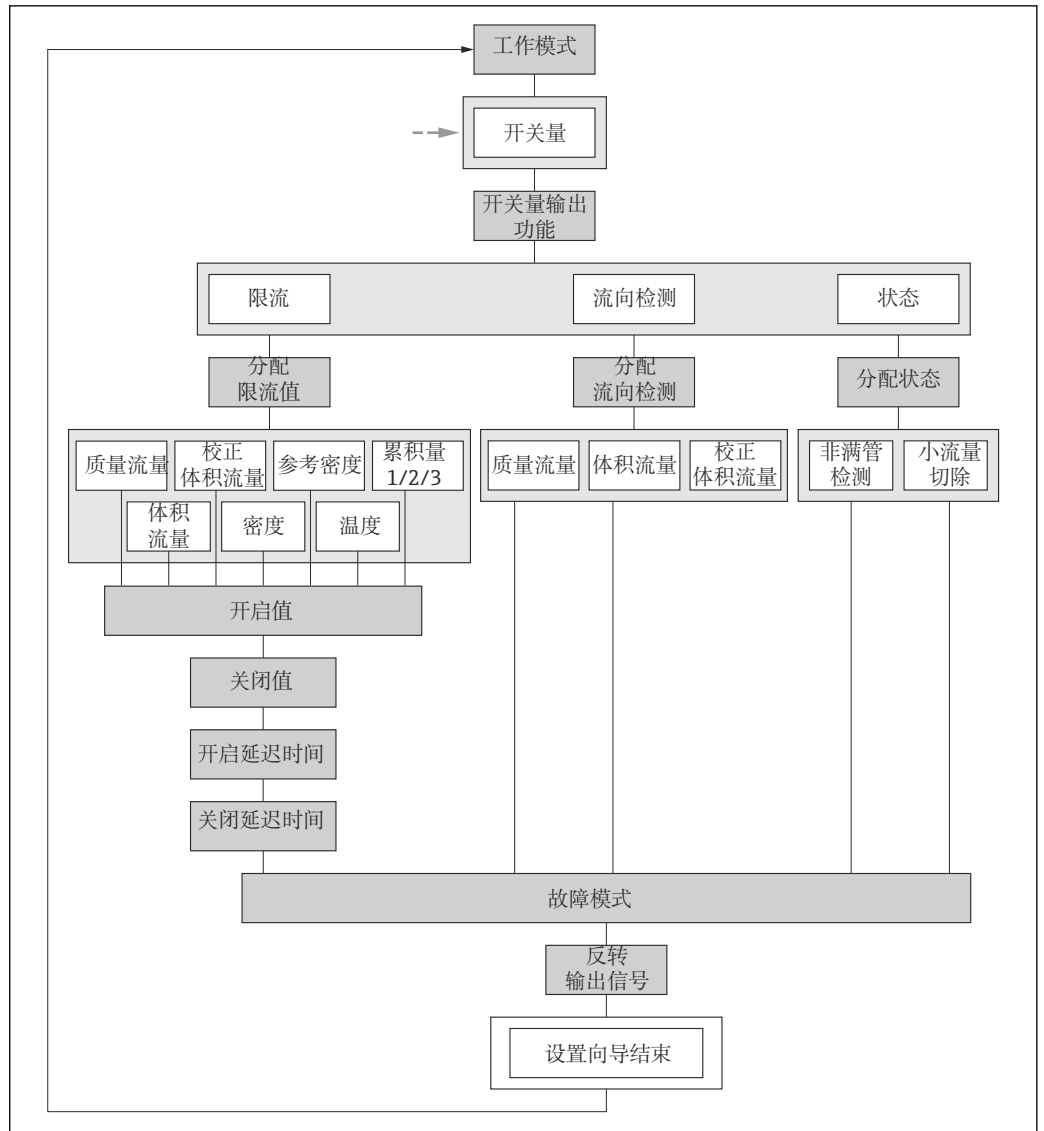 工作模式
开关量
开关量输出
功能
限流
流向检测
状态
分配
限流值
分配
流向检测
分配状态
质量流量
校正
体积流量
参考密度
累积量
1/2/3
体积
流量
密度
温度
质量流量
体积流量
校正
体积流量
非满管
检测
小流量
切除
开启值
关闭值
开启延迟时间
关闭延迟时间
故障模式
反转
输出信号
设置向导结束